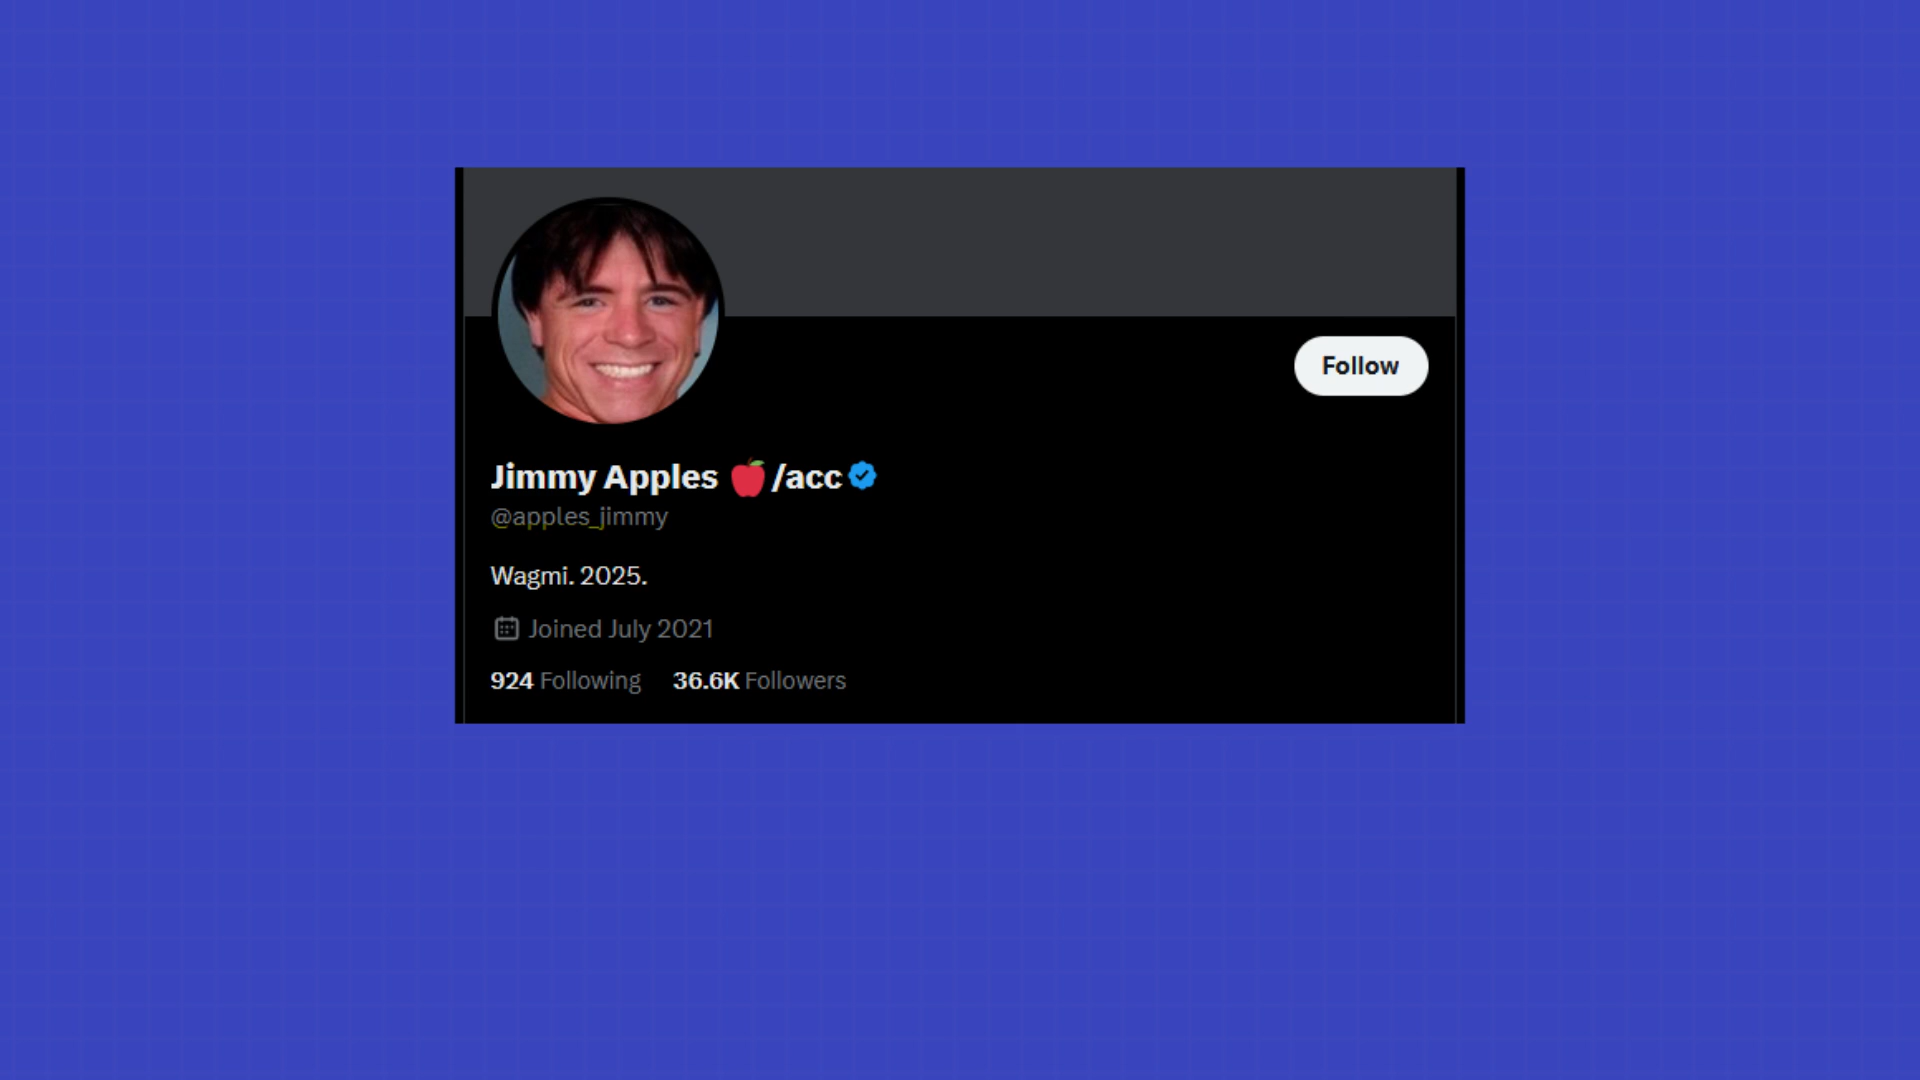 Follow
Jimmy Apples 🍎/acc
@apples_jimmy
Wagmi. 2025.
Joined July 2021
924 Following 36.6K Followers